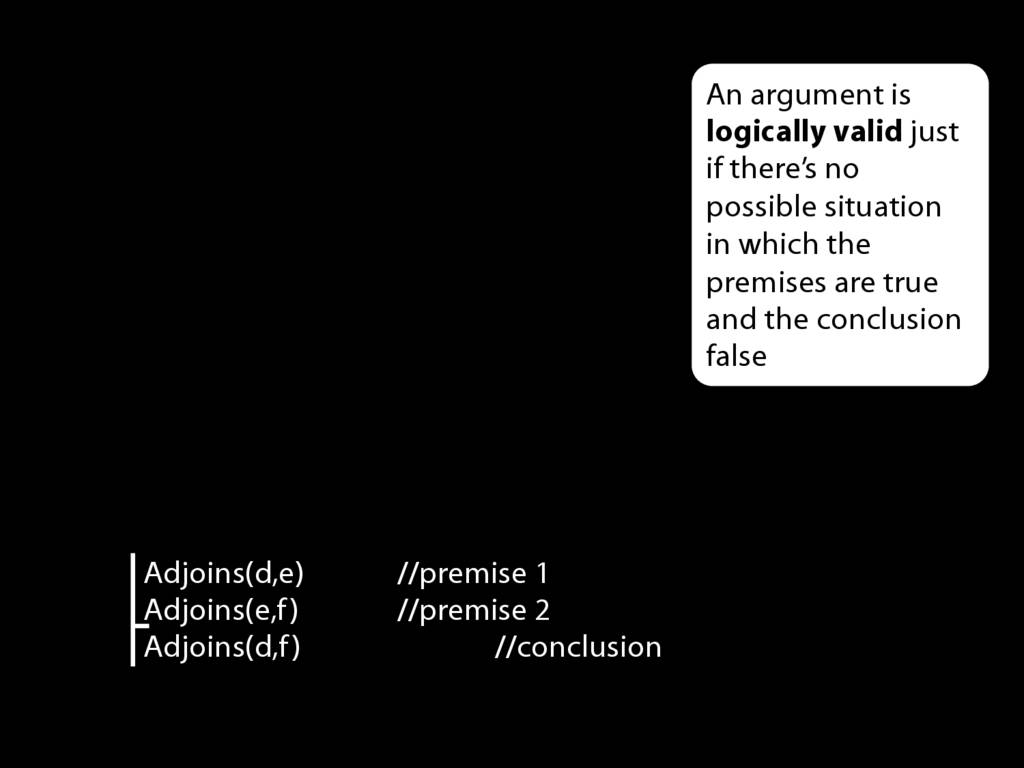 An argument is
logically valid just
if there’s no
possible situation
in which the
premises are true
and the conclusion
false
Adjoins(d,e) //premise 1
Adjoins(e,f) //premise 2
Adjoins(d,f) //conclusion